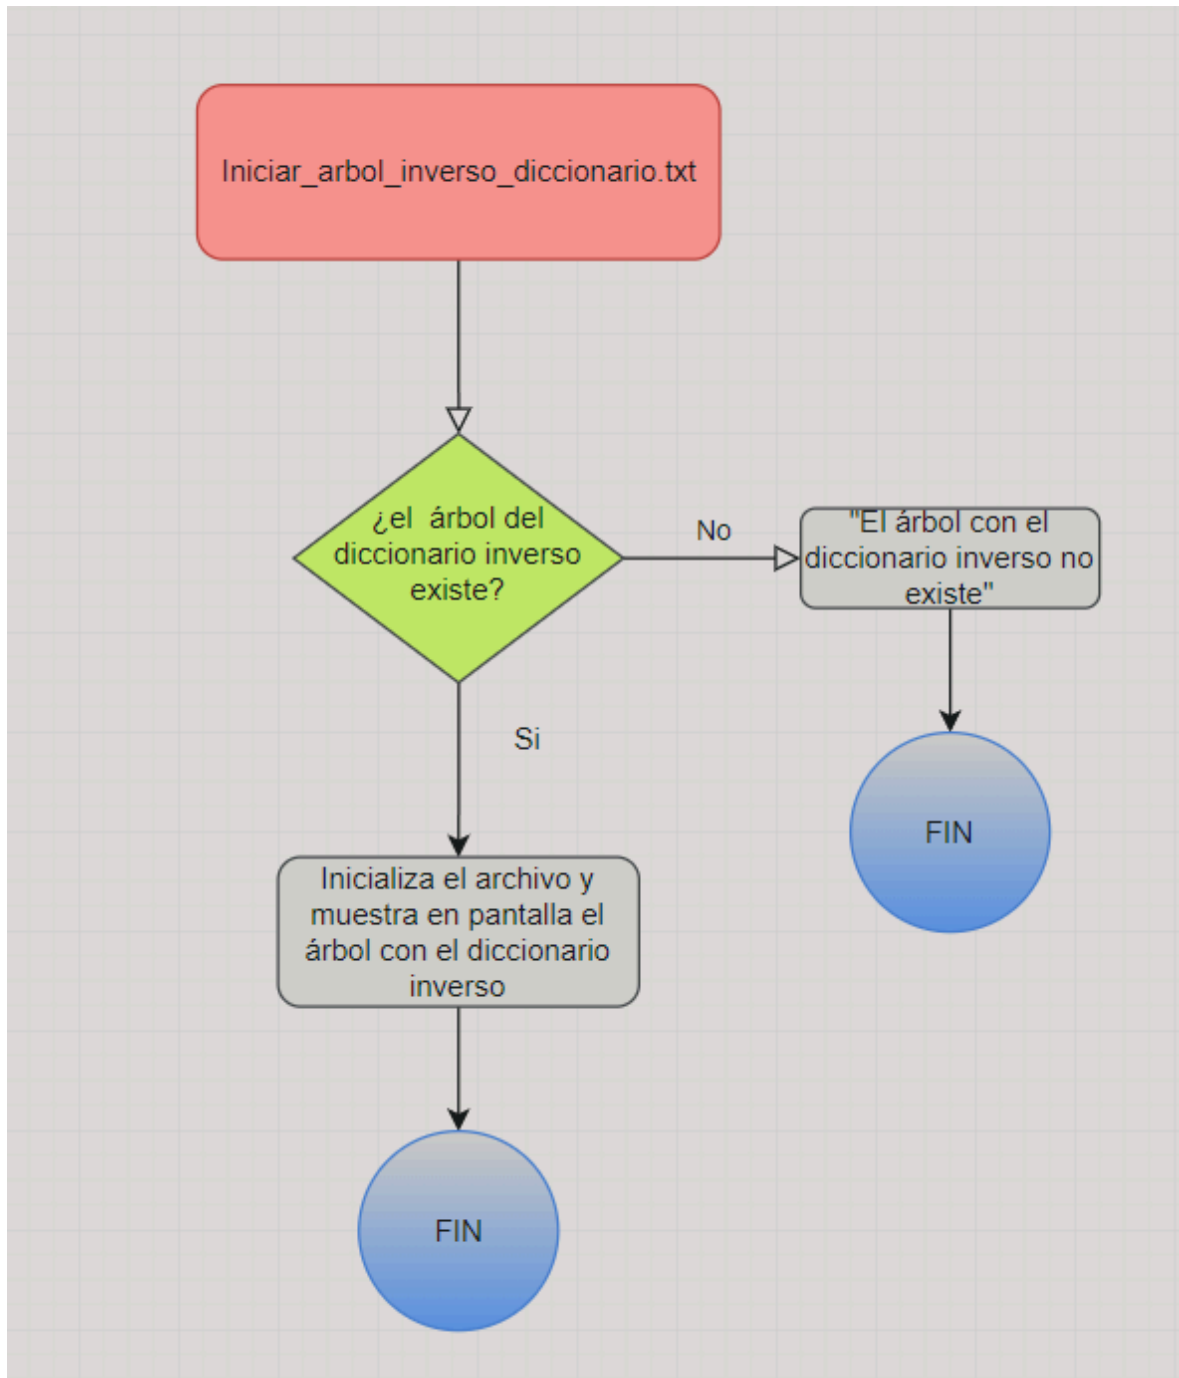 Iniciar_arbol_inverso_diccionario.txt
¿el  árbol del
diccionario inverso
existe?
No
"El árbol con el
diccionario inverso no
existe"
Si
FIN
Inicializa el archivo y
muestra en pantalla el
árbol con el diccionario
inverso
FIN